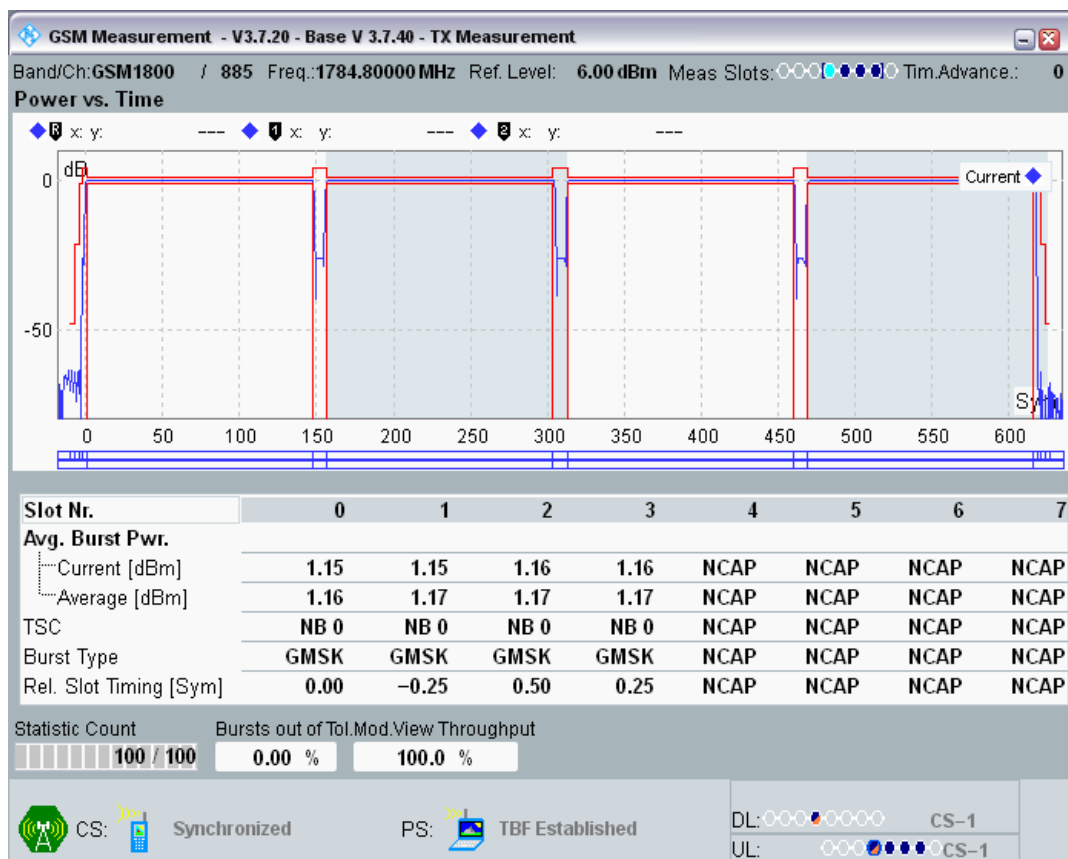 GSM Measurement - V3.7.20 - Base V 3.7.40 - TX Measurement
Band/Ch:GSM1800 / 885 Freq.:1784.80000 MHz Ref. Level: 6.00 dBm Meas Slots: Tim.Advance.: 0
Power vs. Time
R x: y: --- 1 x: y: --- 2 x: y: ---
dB
Current
0
-50
0 50 100 150 200 250 300 350 400 450 500 550 600
Slot Nr. 0 1 2 3 4 5 6 7
Avg. Burst Pwr.
Current [dBm] 1.15 1.15 1.16 1.16 NCAP NCAP NCAP NCAP
Average [dBm] 1.16 1.17 1.17 1.17 NCAP NCAP NCAP NCAP
TSC NB 0 NB 0 NB 0 NB 0 NCAP NCAP NCAP NCAP
Burst Type GMSK GMSK GMSK GMSK NCAP NCAP NCAP NCAP
Rel. Slot Timing [Sym] 0.00 −0.25 0.50 0.25 NCAP NCAP NCAP NCAP
Statistic Count Bursts out of Tol. Mod.View Throughput
100 / 100 0.00 % 100.0 %
CS: Synchronized PS: TBF Established DL: CS−1
UL: CS−1